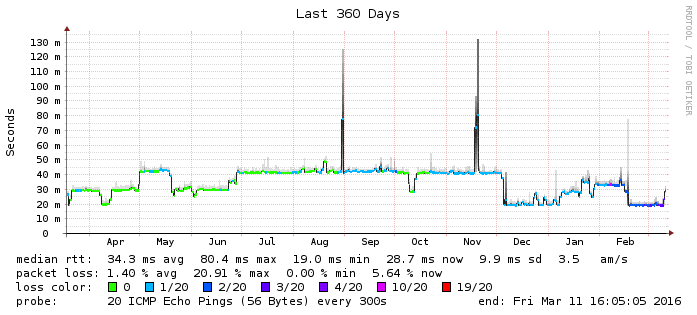 Last 360 Days
RRDTOOL / TOBI OETIKER
Seconds
130 m
120 m
110 m
100 m
90 m
80 m
70 m
60 m
50 m
40 m
30 m
20 m
10 m
0
Apr May Jun Jul Aug Sep Oct Nov Dec Jan Feb
median rtt: 34.3 ms avg 80.4 ms max 19.0 ms min 28.7 ms now 9.9 ms sd 3.5 am/s
packet loss: 1.40 % avg 20.91 % max 0.00 % min 5.64 % now
loss color: 0 1/20 2/20 3/20 4/20 10/20 19/20
probe: 20 ICMP Echo Pings (56 Bytes) every 300s end: Fri Mar 11 16:05:05 2016